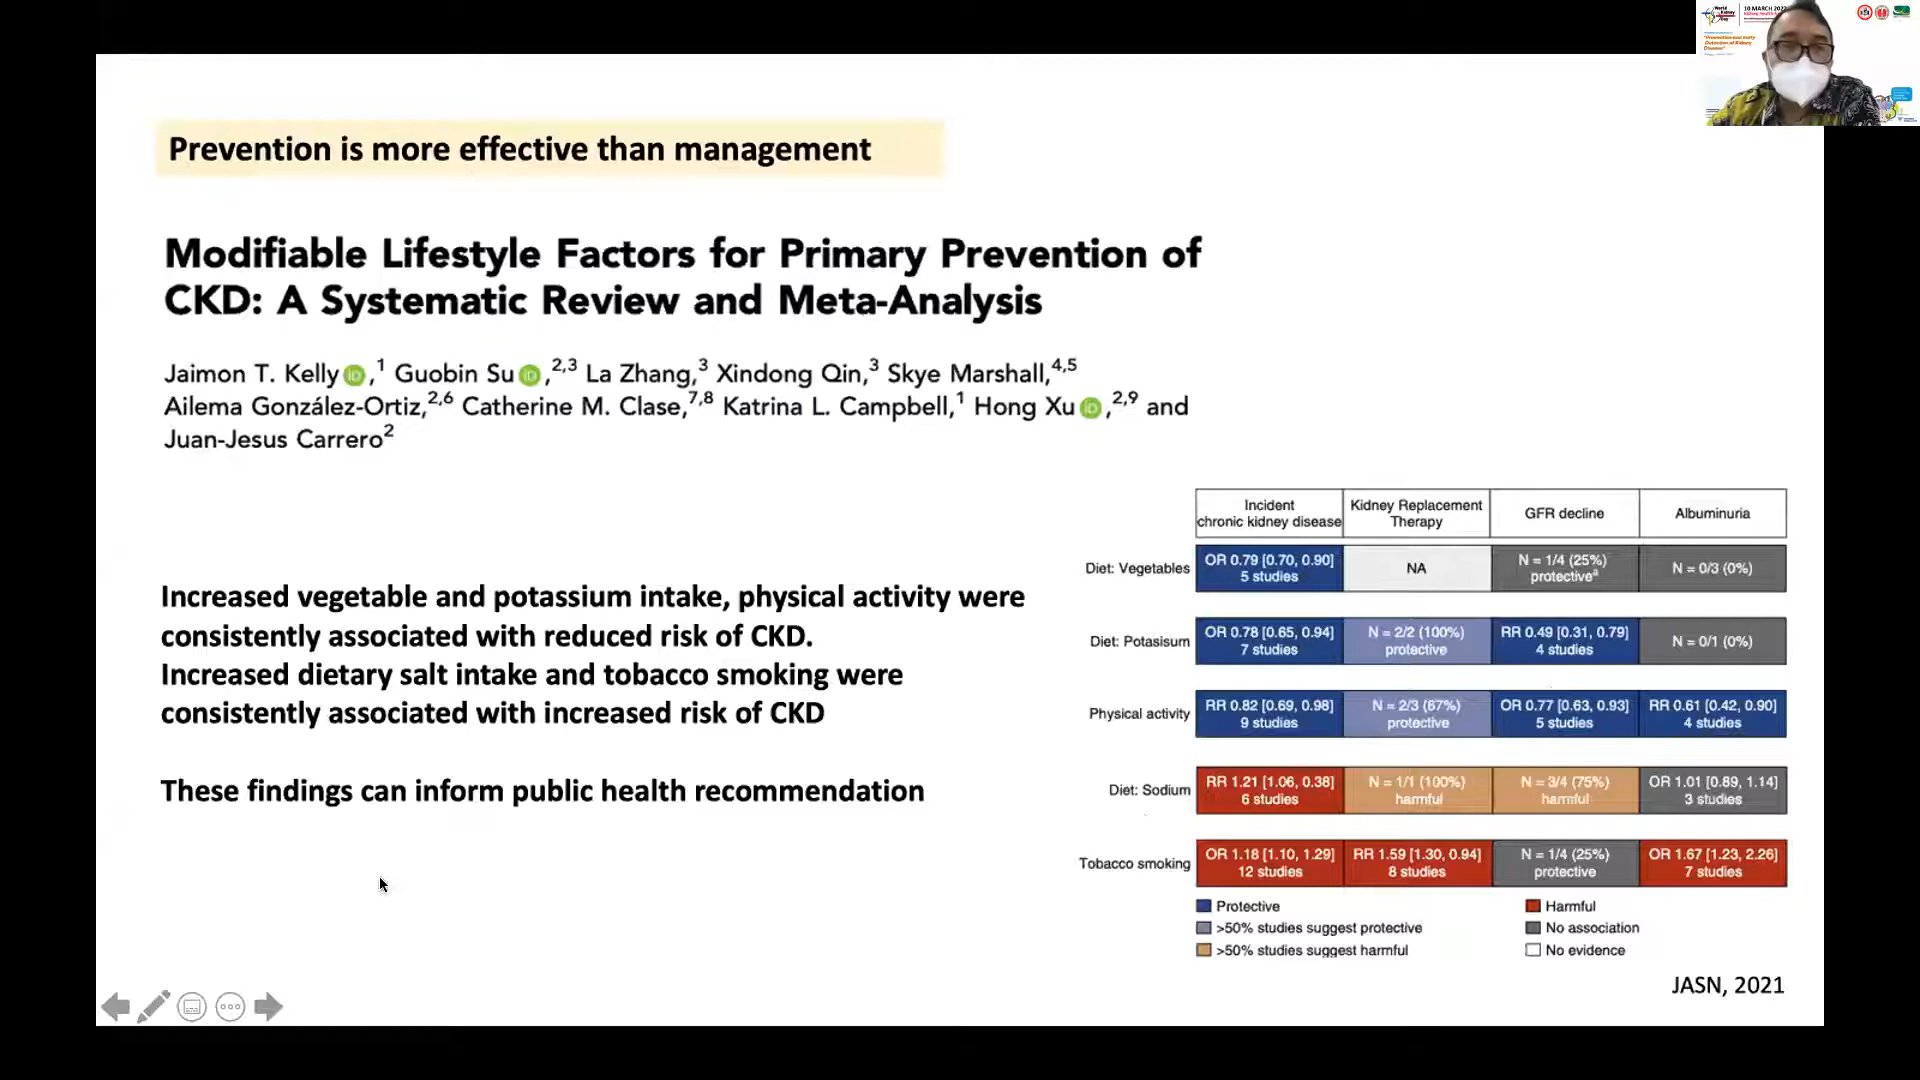 World
Kidney
Day
10 MARCH 202
Prevention is more effective than management
Modifiable Lifestyle Factors for Primary Prevention of
CKD: A Systematic Review and Meta-Analysis
Jaimon T. Kelly iD,1 Guobin Su iD,2,3 La Zhang,3 Xindong Qin,3 Skye Marshall,4,5
Ailema González-Ortiz,2,6 Catherine M. Clase,7,8 Katrina L. Campbell,1 Hong Xu iD,2,9 and
Juan-Jesus Carrero2
Increased vegetable and potassium intake, physical activity were
consistently associated with reduced risk of CKD.
Increased dietary salt intake and tobacco smoking were
consistently associated with increased risk of CKD
These findings can inform public health recommendation
Incident
chronic kidney disease
Kidney Replacement
Therapy
GFR decline
Albuminuria
Diet: Vegetables
OR 0.79 [0.70, 0.90]
5 studies
NA
N = 1/4 (25%)
protectivea
N = 0/3 (0%)
Diet: Potasisum
OR 0.78 [0.65, 0.94]
7 studies
N = 2/2 (100%)
protective
RR 0.49 [0.31, 0.79]
4 studies
N = 0/1 (0%)
Physical activity
RR 0.82 [0.69, 0.98]
9 studies
N = 2/3 (67%)
protective
OR 0.77 [0.63, 0.93]
5 studies
RR 0.61 [0.42, 0.90]
4 studies
Diet: Sodium
RR 1.21 [1.06, 0.38]
6 studies
N = 1/1 (100%)
harmful
N = 3/4 (75%)
harmful
OR 1.01 [0.89, 1.14]
3 studies
Tobacco smoking
OR 1.18 [1.10, 1.29]
12 studies
RR 1.59 [1.30, 0.94]
8 studies
N = 1/4 (25%)
protective
OR 1.67 [1.23, 2.26]
7 studies
Protective
>50% studies suggest protective
>50% studies suggest harmful
Harmful
No association
No evidence
JASN, 2021